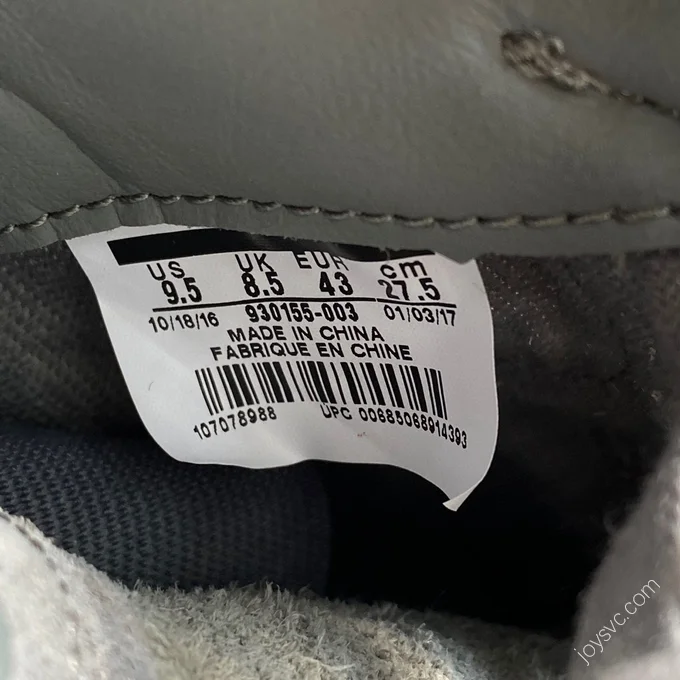 US UK EUR cm
9.5 8.5 43 27.5
10/18/16 930155-003 01/03/17
MADE IN CHINA
FABRIQUE EN CHINE
107078988 UPC 00685068914393
joysvc.com